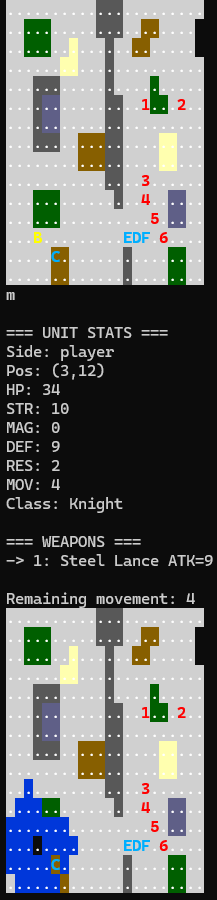 1 2
3
4
5
B EDF 6
C
m
=== UNIT STATS ===
Side: player
Pos: (3,12)
HP: 34
STR: 10
MAG: 0
DEF: 9
RES: 2
MOV: 4
Class: Knight
=== WEAPONS ===
-> 1: Steel Lance ATK=9
Remaining movement: 4
1 2
3
4
5
EDF 6
C